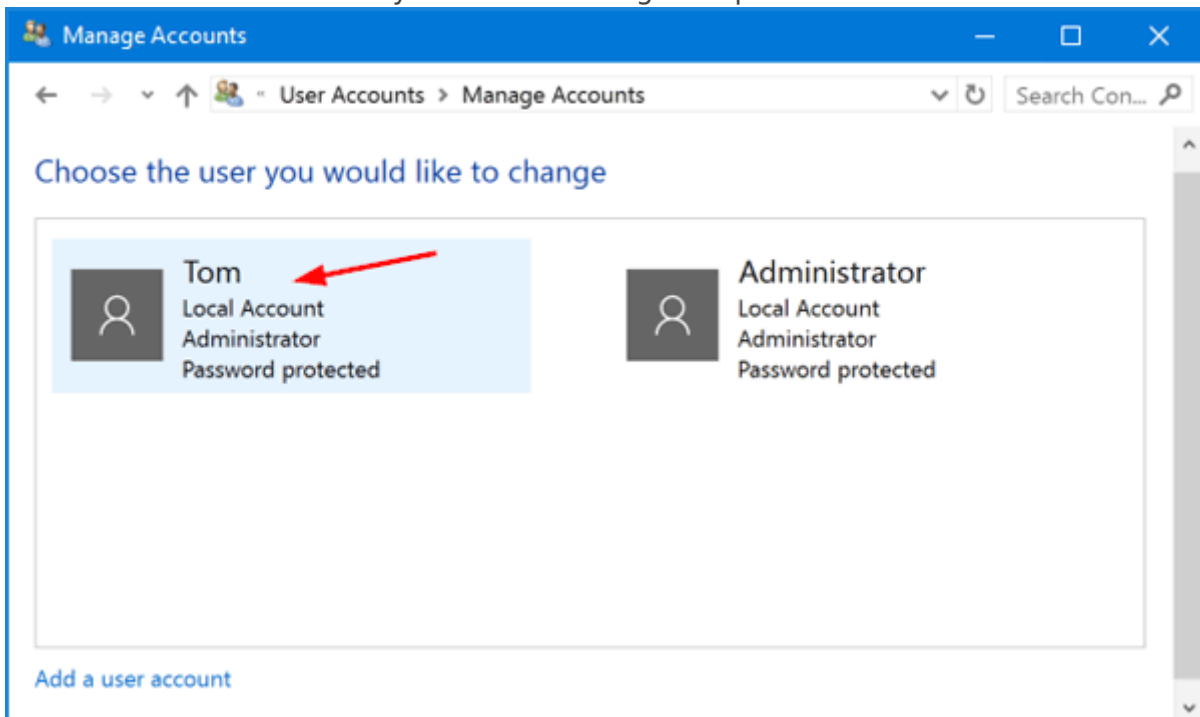 Manage Accounts
« User Accounts > Manage Accounts
Search Con...
Choose the user you would like to change
Tom
Local Account
Administrator
Password protected
Administrator
Local Account
Administrator
Password protected
Add a user account